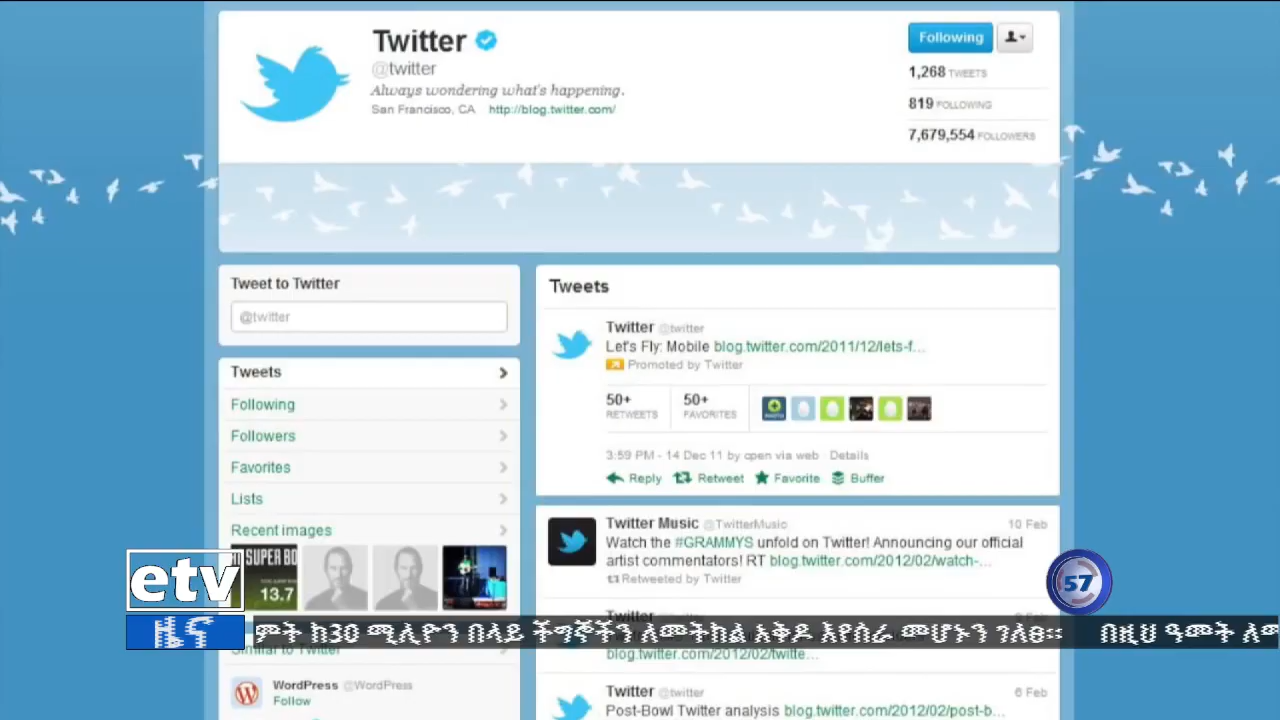 Twitter
@twitter
Always wondering what's happening.
San Francisco, CA http://blog.twitter.com/
Following
1,268 TWEETS
819 FOLLOWING
7,679,554 FOLLOWERS
Tweet to Twitter
@twitter
Tweets
Following
Followers
Favorites
Lists
Recent images
SUPER BO
13.7
Similar to Twitter
WordPress @WordPress
Follow
Tweets
Twitter @twitter
Let's Fly: Mobile blog.twitter.com/2011/12/lets-f...
Promoted by Twitter
50+ 50+
RETWEETS FAVORITES
3:59 PM - 14 Dec 11 by open via web Details
Reply Retweet Favorite Buffer
Twitter Music @TwitterMusic 10 Feb
Watch the #GRAMMYS unfold on Twitter! Announcing our official
artist commentators! RT blog.twitter.com/2012/02/watch-...
Retweeted by Twitter
Twitter @twitter Feb
blog.twitter.com/2012/02/twitte...
Twitter @twitter 6 Feb
Post-Bowl Twitter analysis blog.twitter.com/2012/02/post-b...
etv
57
ዜና
ምት ከ30 ሚሊዮን በላይ ችግኞችን ለመትከል አቅዶ እየሰራ መሆኑን ገለፀ። በዚህ ዓመት ለመ